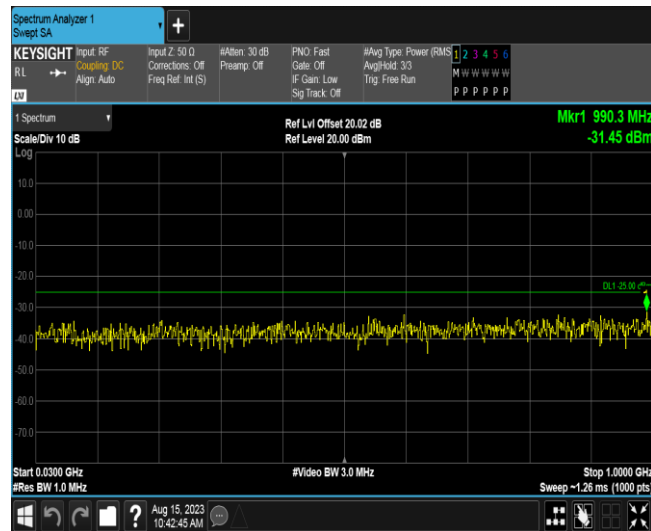 Spectrum Analyzer 1
Swept SA
+
KEYSIGHT
RL
LXI
Input: RF
Coupling: DC
Align: Auto
Input Z: 50 Ω
Corrections: Off
Freq Ref: Int (S)
#Atten: 30 dB
Preamp: Off
PNO: Fast
Gate: Off
IF Gain: Low
Sig Track: Off
#Avg Type: Power (RMS
Avg|Hold: 3/3
Trig: Free Run
1 2 3 4 5 6
M W W W W W
P P P P P P
1 Spectrum
Scale/Div 10 dB
Log
Ref Lvl Offset 20.02 dB
Ref Level 20.00 dBm
Mkr1 990.3 MHz
-31.45 dBm
10.0
0.00
-10.0
-20.0
DL1 -25.00 dBm
-30.0
-40.0
-50.0
-60.0
-70.0
Start 0.0300 GHz
#Res BW 1.0 MHz
#Video BW 3.0 MHz
Stop 1.0000 GHz
Sweep ~1.26 ms (1000 pts)
?
Aug 15, 2023
10:42:45 AM